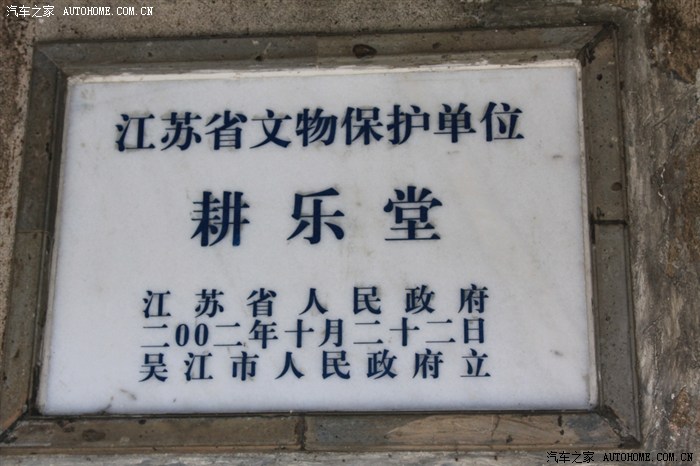 汽车之家 AUTOHOME.COM.CN
江苏省文物保护单位
耕乐堂
江苏省人民政府
二00二年十月二十二日
吴江市人民政府立
汽车之家 AUTOHOME.COM.CN